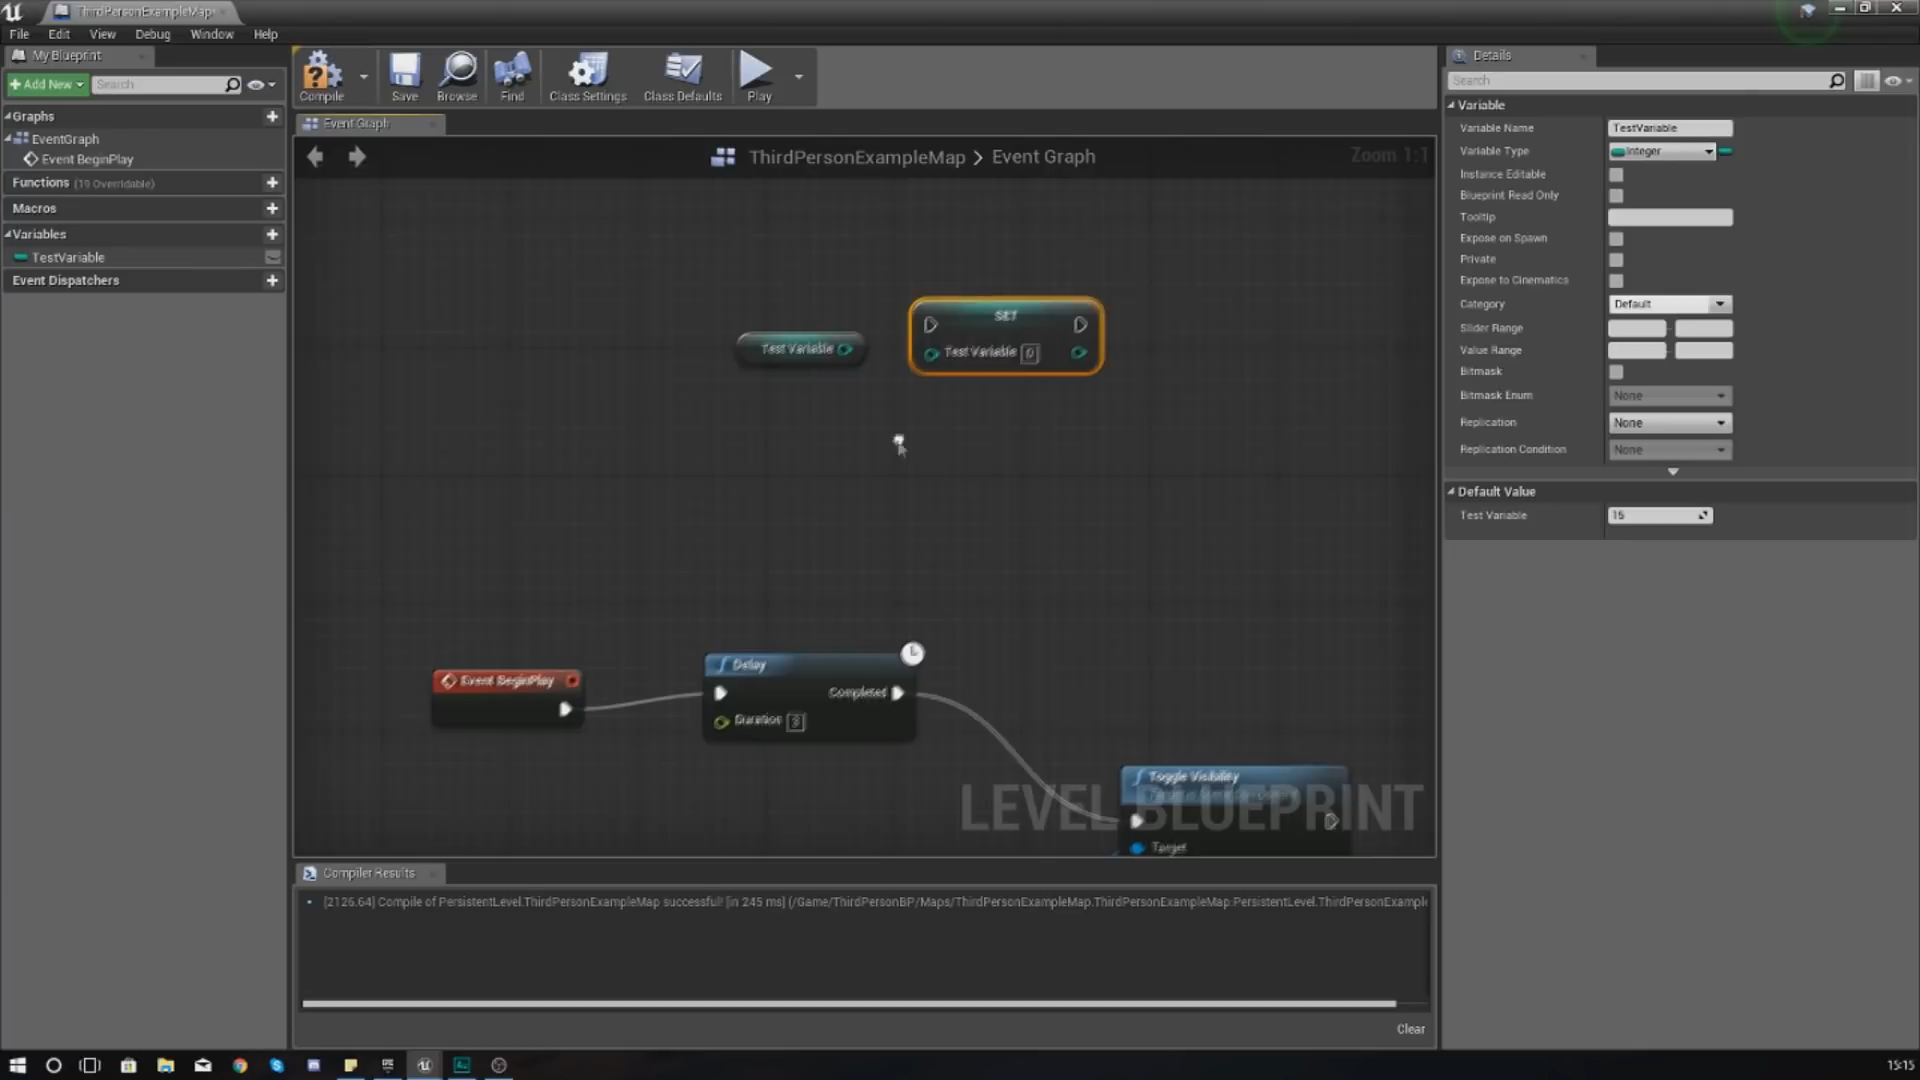 ThirdPersonExampleMap
File Edit View Debug Window Help
My Blueprint
Add New Search
Graphs
EventGraph
Event BeginPlay
Functions (19 Overridable)
Macros
Variables
TestVariable
Event Dispatchers
Compile Save Browse Find Class Settings Class Defaults Play
Event Graph
ThirdPersonExampleMap > Event Graph
Zoom 1:1
SET
Test Variable
Test Variable 0
Event BeginPlay
Delay
Completed
Duration 3
Toggle Visibility
Target
LEVEL BLUEPRINT
Compiler Results
[2126.64] Compile of PersistentLevel.ThirdPersonExampleMap successful! [in 245 ms] (/Game/ThirdPersonBP/Maps/ThirdPersonExampleMap.ThirdPersonExampleMap:PersistentLevel.ThirdPersonExample
Clear
Details
Search
Variable
Variable Name TestVariable
Variable Type Integer
Instance Editable
Blueprint Read Only
Tooltip
Expose on Spawn
Private
Expose to Cinematics
Category Default
Slider Range
Value Range
Bitmask
Bitmask Enum None
Replication None
Replication Condition None
Default Value
Test Variable 15
15:15